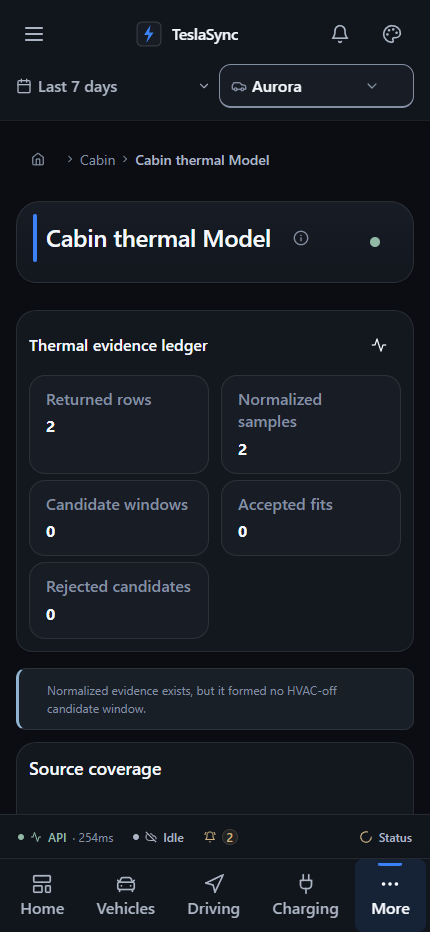 TeslaSync
Last 7 days
Aurora
Cabin
Cabin thermal Model
Cabin thermal Model
Thermal evidence ledger
Returned rows
2
Normalized
samples
2
Candidate windows
0
Accepted fits
0
Rejected candidates
0
Normalized evidence exists, but it formed no HVAC-off
candidate window.
Source coverage
API · 254ms
Idle
2
Status
Home
Vehicles
Driving
Charging
More